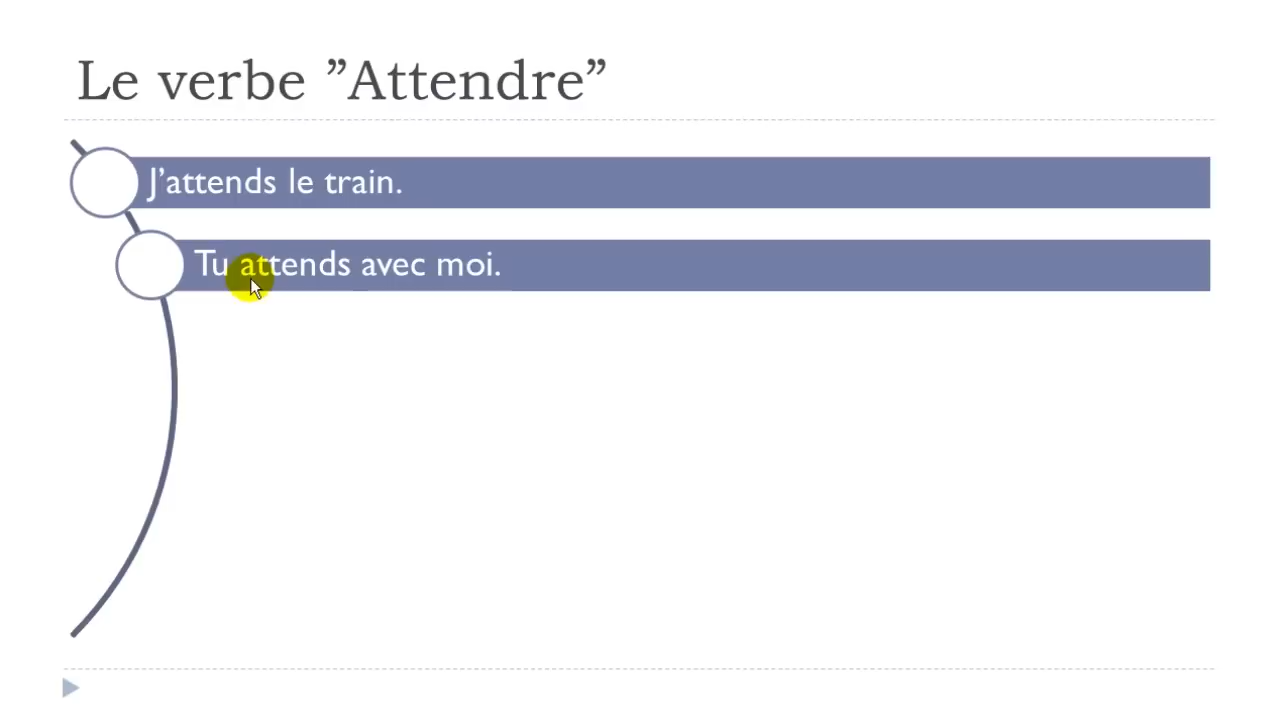 Le verbe ”Attendre”
J’attends le train.
Tu attends avec moi.